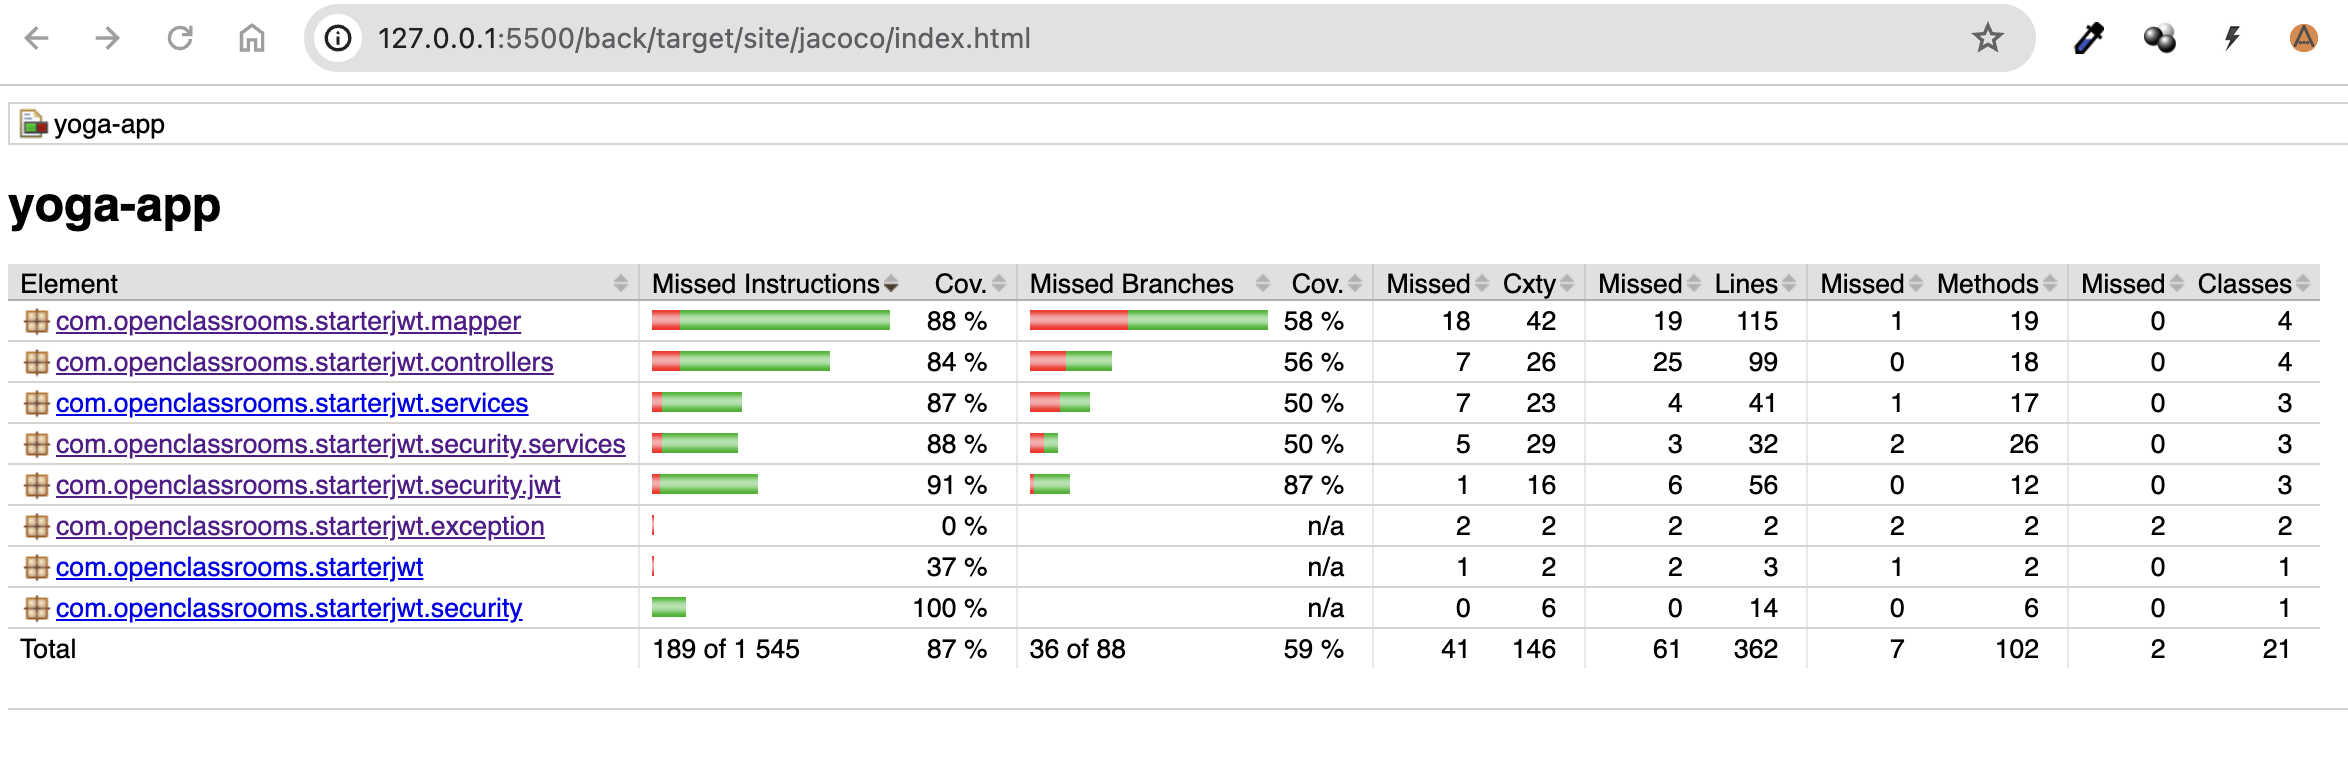 127.0.0.1:5500/back/target/site/jacoco/index.html
yoga-app
yoga-app
Element Missed Instructions Cov. Missed Branches Cov. Missed Cxty Missed Lines Missed Methods Missed Classes
com.openclassrooms.starterjwt.mapper 88 % 58 % 18 42 19 115 1 19 0 4
com.openclassrooms.starterjwt.controllers 84 % 56 % 7 26 25 99 0 18 0 4
com.openclassrooms.starterjwt.services 87 % 50 % 7 23 4 41 1 17 0 3
com.openclassrooms.starterjwt.security.services 88 % 50 % 5 29 3 32 2 26 0 3
com.openclassrooms.starterjwt.security.jwt 91 % 87 % 1 16 6 56 0 12 0 3
com.openclassrooms.starterjwt.exception 0 % n/a 2 2 2 2 2 2 2 2
com.openclassrooms.starterjwt 37 % n/a 1 2 2 3 1 2 0 1
com.openclassrooms.starterjwt.security 100 % n/a 0 6 0 14 0 6 0 1
Total 189 of 1 545 87 % 36 of 88 59 % 41 146 61 362 7 102 2 21